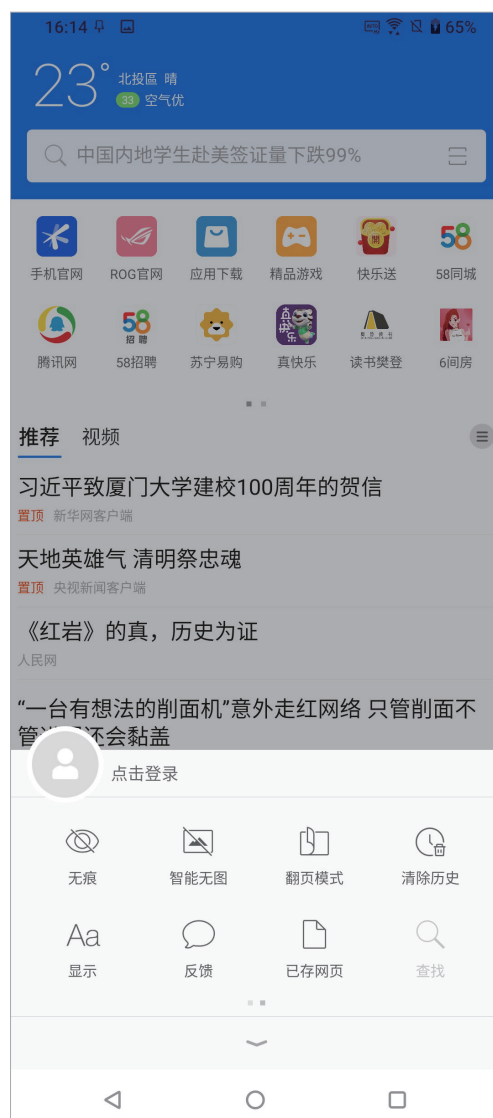 16:14
65%
23°
北投區 晴
33 空气优
中国内地学生赴美签证量下跌99%
手机官网 ROG官网 应用下载 精品游戏 快乐送 58同城
腾讯网 58招聘 苏宁易购 真快乐 读书樊登 6间房
推荐 视频
习近平致厦门大学建校100周年的贺信
置顶 新华网客户端
天地英雄气 清明祭忠魂
置顶 央视新闻客户端
《红岩》的真，历史为证
人民网
“一台有想法的削面机”意外走红网络 只管削面不
还会黏盖
点击登录
无痕 智能无图 翻页模式 清除历史
Aa
显示 反馈 已存网页 查找